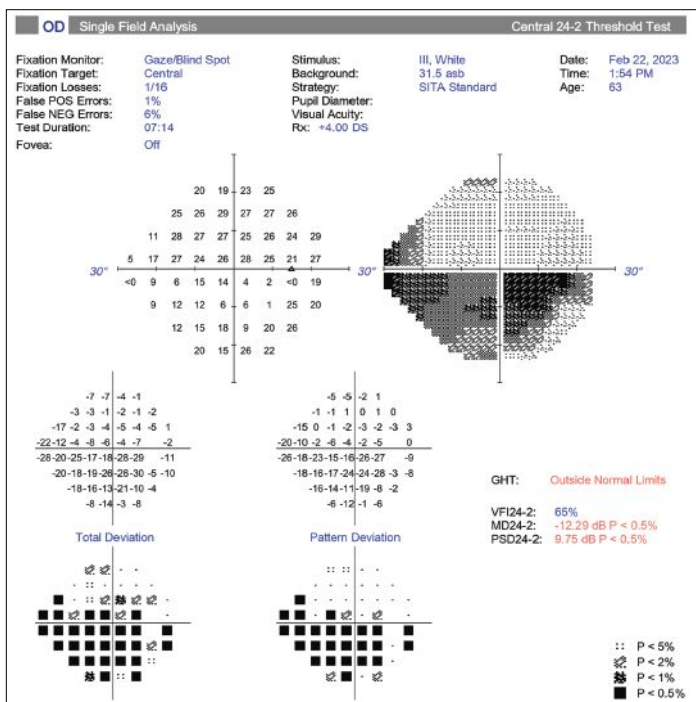 OD Single Field Analysis Central 24-2 Threshold Test
Fixation Monitor: Gaze/Blind Spot Stimulus: III, White Date: Feb 22, 2023
Fixation Target: Central Background: 31.5 asb Time: 1:54 PM
Fixation Losses: 1/16 Strategy: SITA Standard Age: 63
False POS Errors: 1% Pupil Diameter:
False NEG Errors: 6% Visual Acuity:
Test Duration: 07:14 Rx: +4.00 DS
Fovea: Off
20 19 23 25
25 26 29 27 27 26
11 28 27 27 25 26 24 29
5 17 27 24 26 28 25 21 27
30° 30° 30°
<0 9 6 15 14 4 2 <0 19
9 12 12 6 6 1 25 20
12 15 18 9 20 26
20 15 26 22
-7 -7 -4 -1 -5 -5 -2 1
-3 -3 -1 -2 -1 -2 -1 -1 1 0 1 0
-17 -2 -3 -4 -5 -4 -5 1 -15 0 -1 -2 -3 -2 -3 3
-22 -12 -4 -8 -6 -4 -7 -2 -20 -10 -2 -6 -4 -2 -5 0
-28 -20 -25 -17 -18 -28 -29 -11 -26 -18 -23 -15 -16 -26 -27 -9
-20 -18 -19 -26 -26 -30 -5 -10 -18 -16 -17 -24 -24 -28 -3 -8
-18 -16 -13 -21 -10 -4 -16 -14 -11 -19 -8 -2
-8 -14 -3 -8 -6 -12 -1 -6
GHT: Outside Normal Limits
VFI24-2: 65%
MD24-2: -12.29 dB P < 0.5%
PSD24-2: 9.75 dB P < 0.5%
Total Deviation Pattern Deviation
P < 5%
P < 2%
P < 1%
P < 0.5%